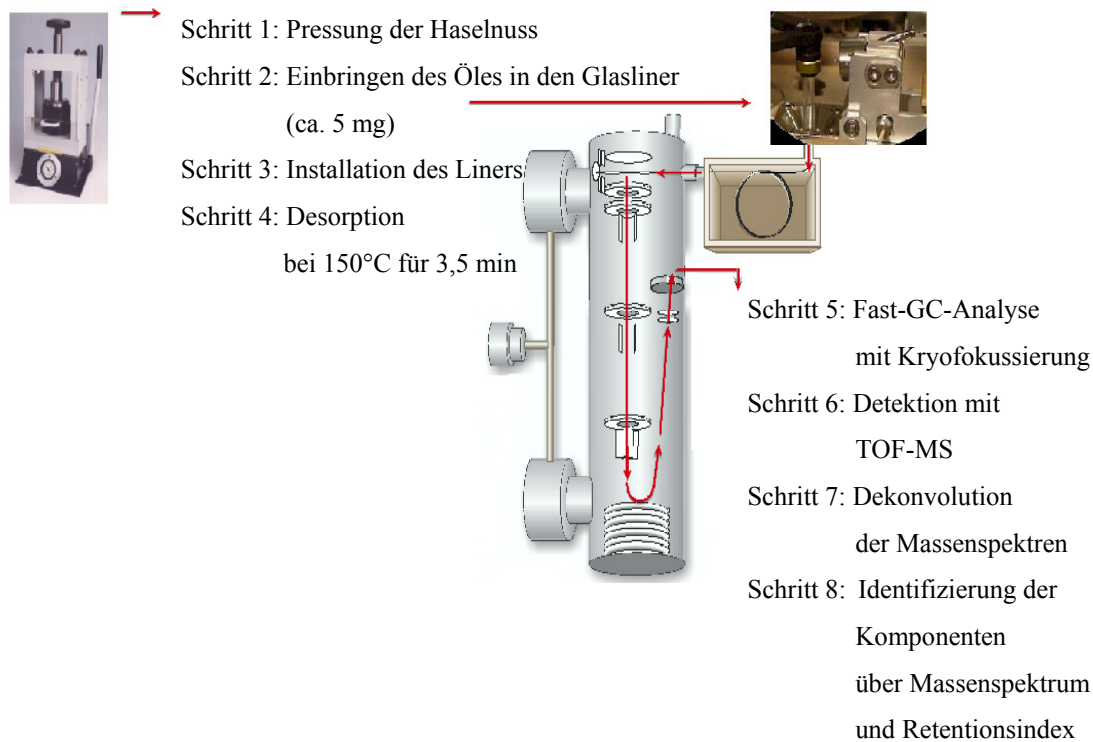 Schritt 1: Pressung der Haselnuss
Schritt 2: Einbringen des Öles in den Glasliner
(ca. 5 mg)
Schritt 3: Installation des Liners
Schritt 4: Desorption
bei 150°C für 3,5 min
Schritt 5: Fast-GC-Analyse
mit Kryofokussierung
Schritt 6: Detektion mit
TOF-MS
Schritt 7: Dekonvolution
der Massenspektren
Schritt 8: Identifizierung der
Komponenten
über Massenspektrum
und Retentionsindex